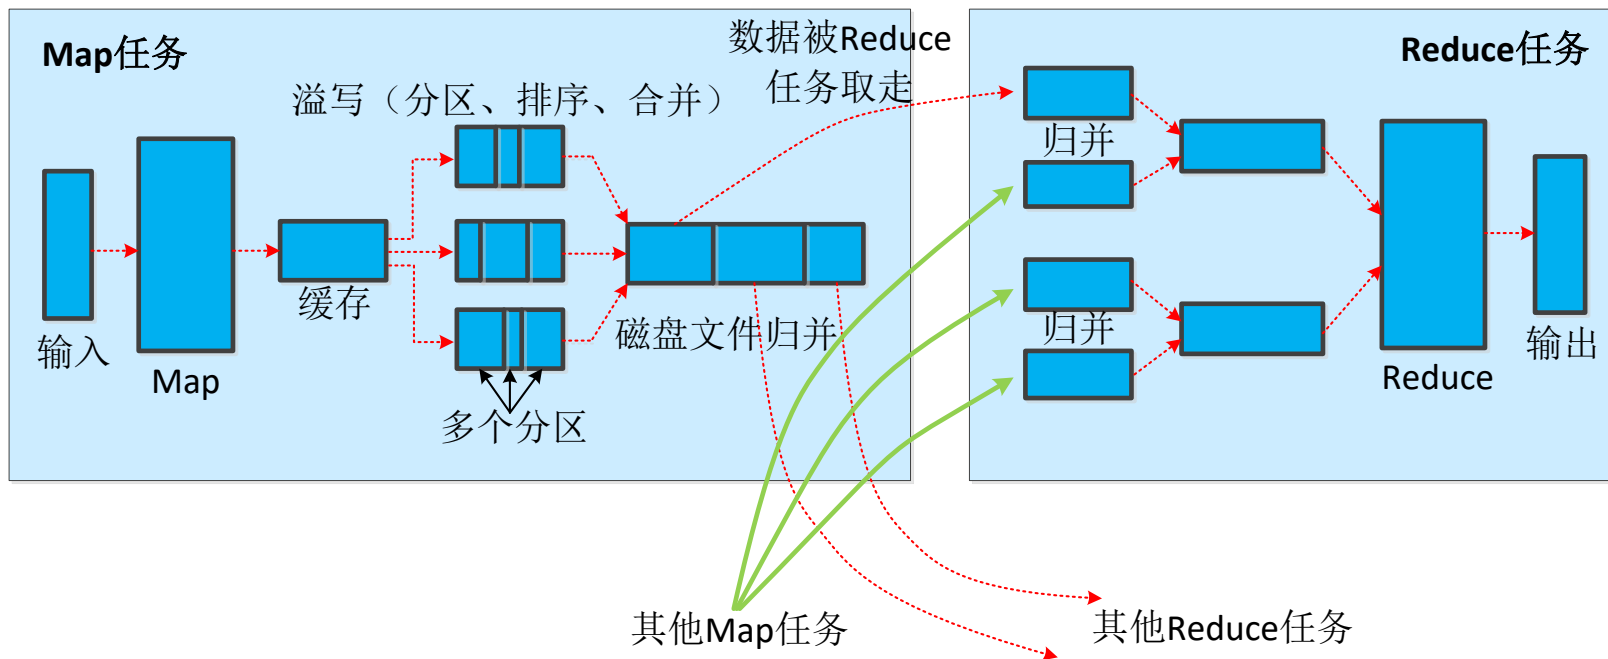 Map任务
溢写（分区、排序、合并）
数据被Reduce
任务取走
输入
Map
缓存
磁盘文件归并
多个分区
Reduce任务
归并
归并
Reduce
输出
其他Map任务
其他Reduce任务